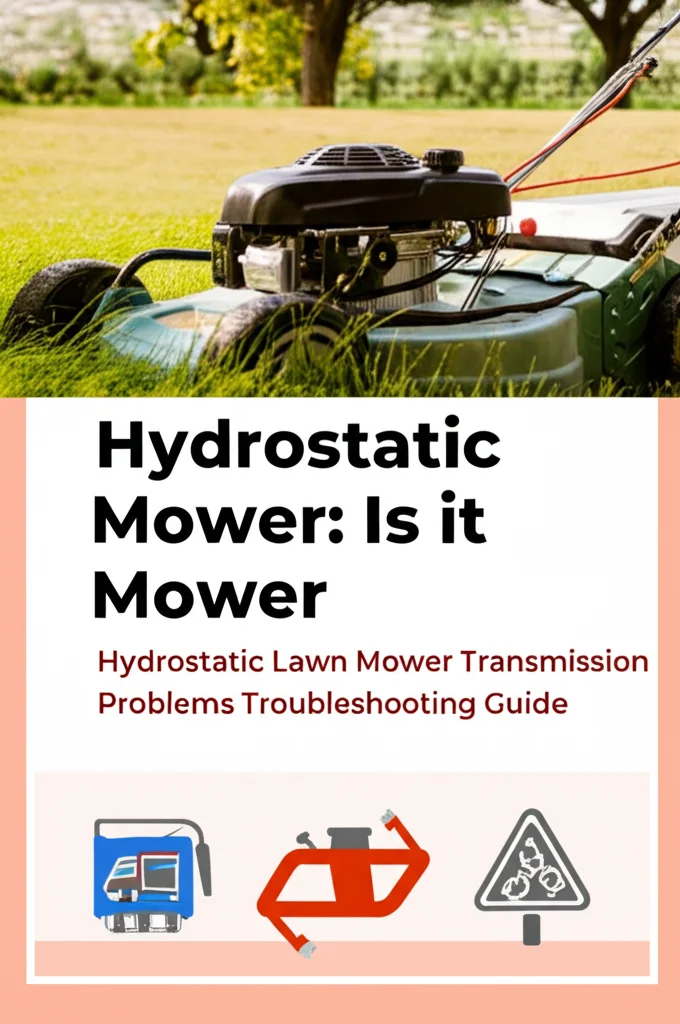 Hydrostatic
Mower: Is it
Mower
Hydrostatic Lawn Mower Transmission
Problems Troubleshooting Guide